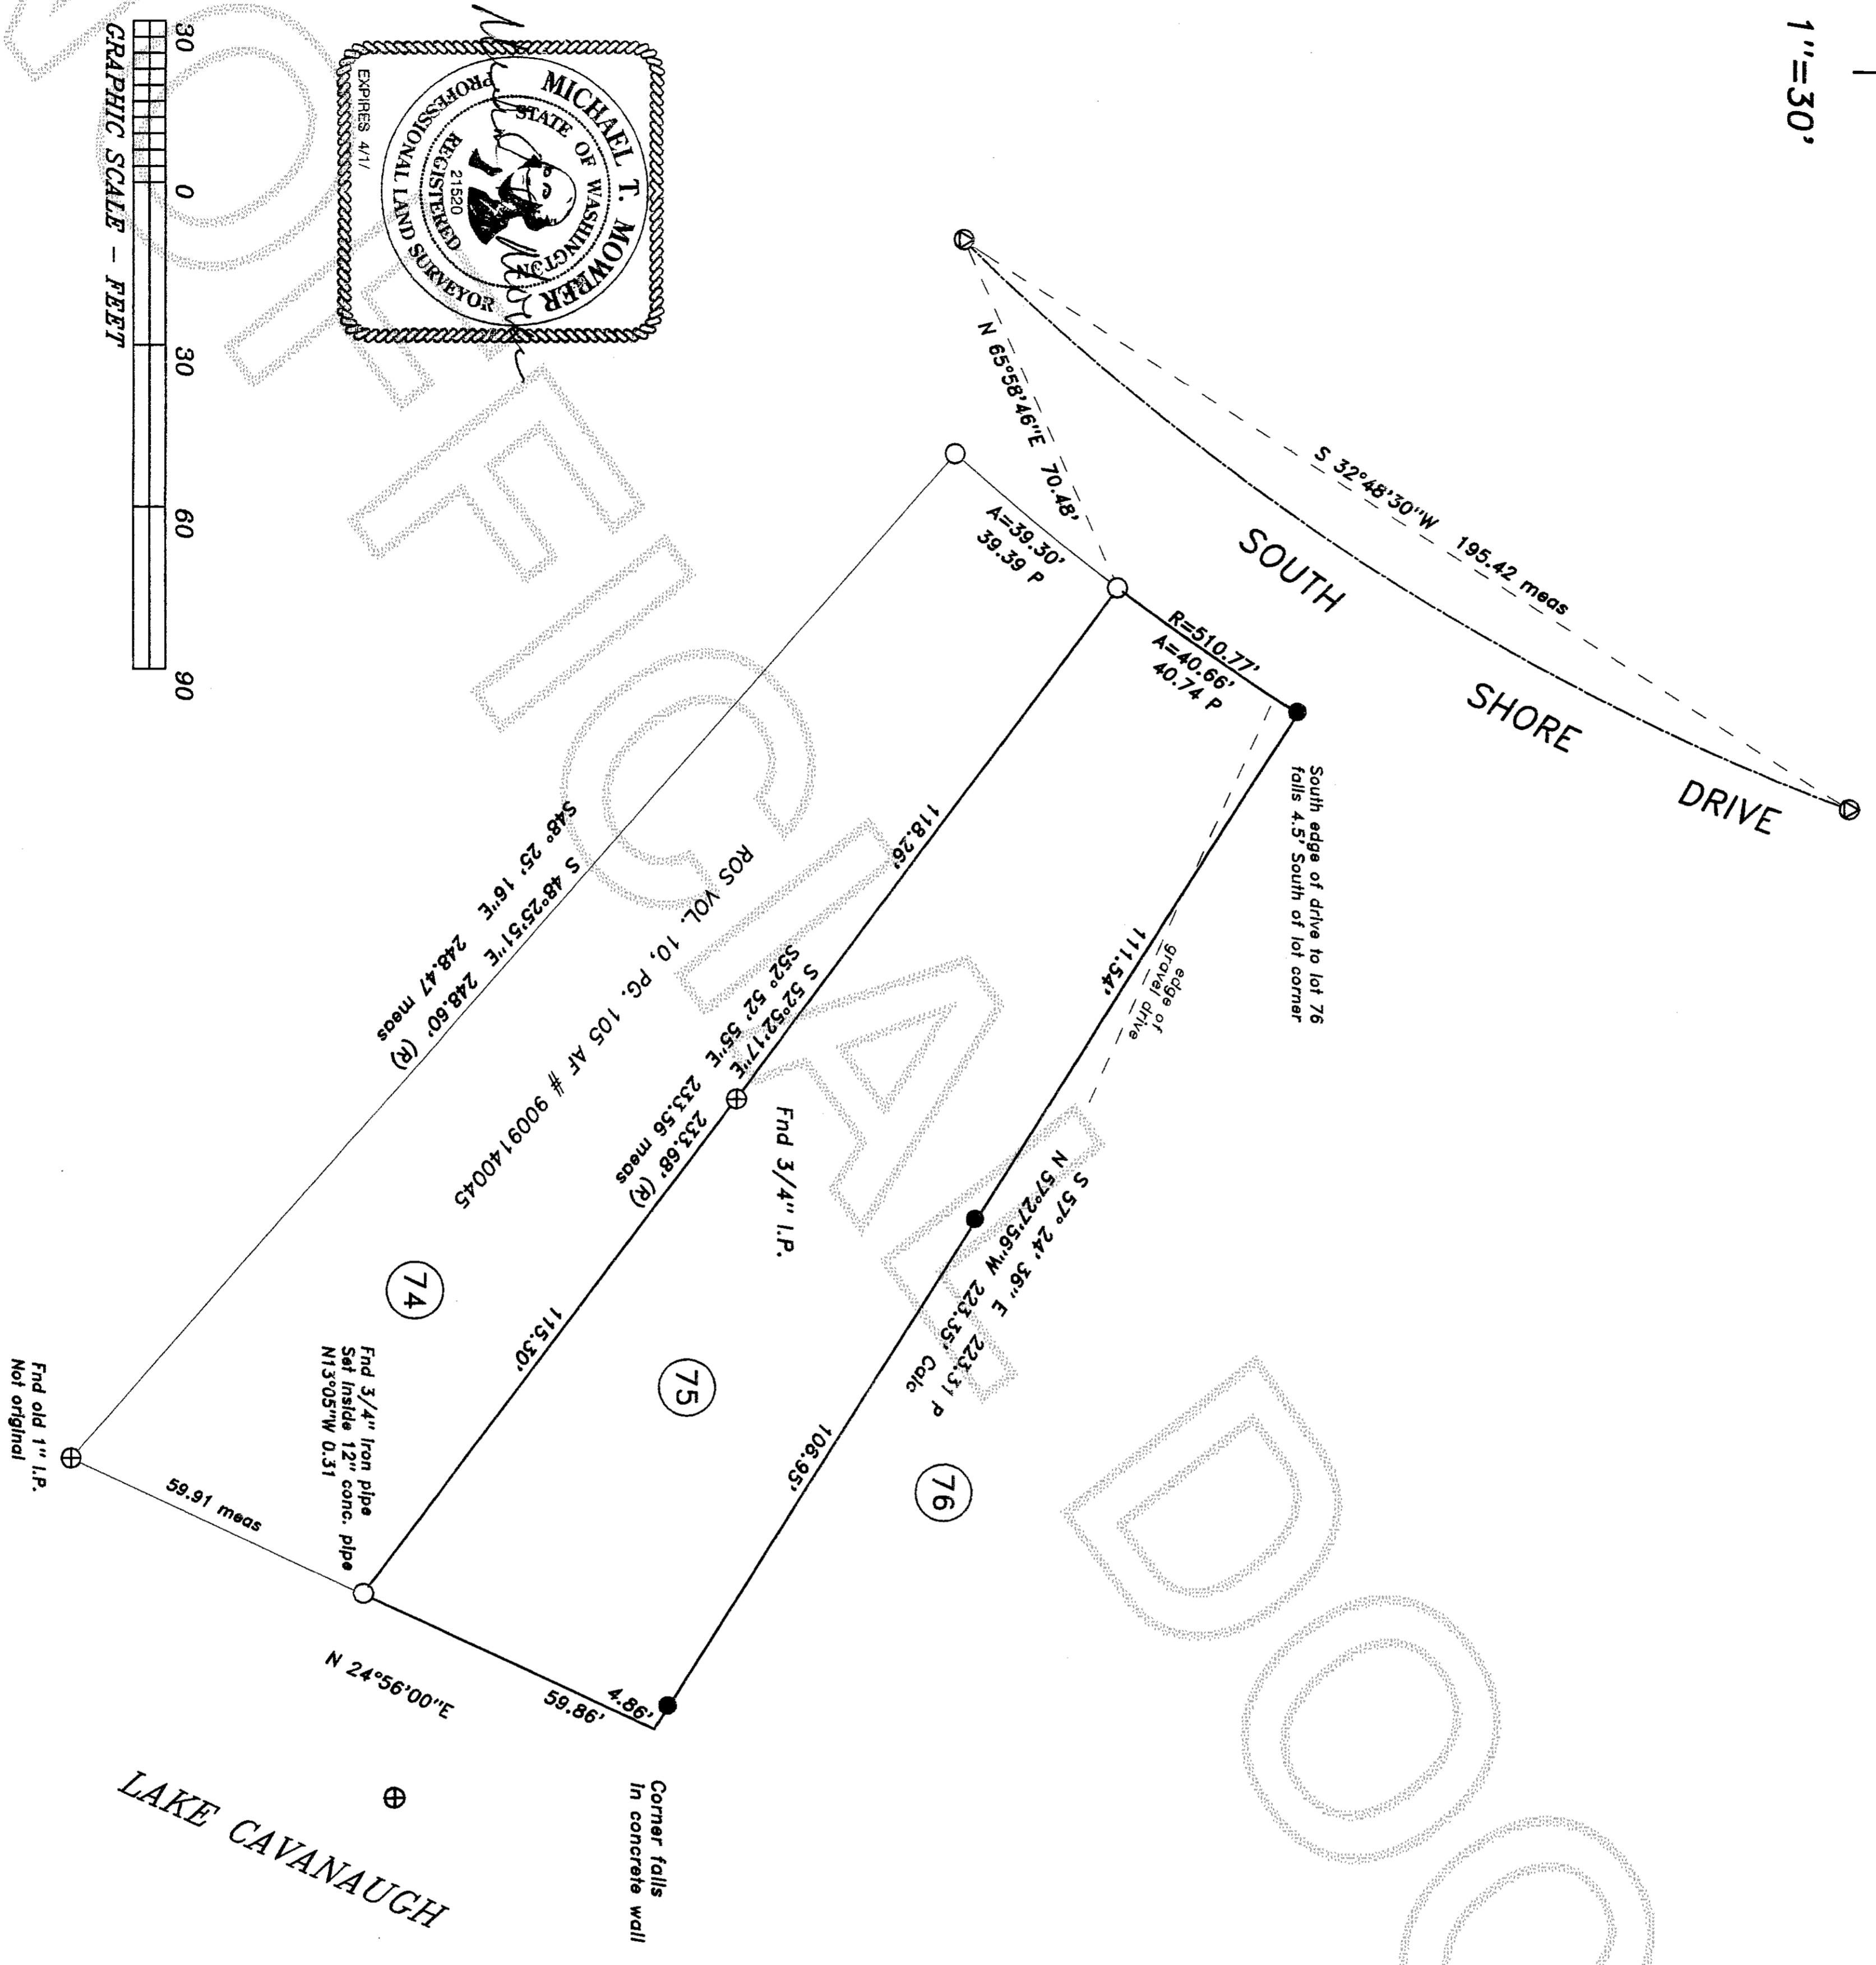 1"=30'
SOUTH
SHORE
DRIVE
S 32°48'30"W 195.42 meas
N 65°58'46"E 70.48'
A=39.30'
39.39 P
R=510.77'
A=40.66'
40.74 P
South edge of drive to lot 76
falls 4.5' South of lot corner
edge of
gravel drive
111.54'
118.26'
S 57° 24' 36" E 223.31 P
N 57°27'56"W 223.35' Calc
106.95'
76
75
74
Fnd 3/4" I.P.
S 52°52'17"E 233.68' (R)
S52° 52' 55"E 233.56 meas
115.30'
ROS VOL. 10, PG. 105 AF # 9009140045
S 48°25'51"E 248.60' (R)
S48° 25' 16"E 248.47 meas
Fnd 3/4" Iron pipe
Set Inside 12" conc. pipe
N13°05"W 0.31
Fnd old 1" I.P.
Not original
59.91 meas
N 24°56'00"E
59.86'
4.86'
Corner falls
in concrete wall
LAKE CAVANAUGH
MICHAEL T. MOWRER
STATE OF WASHINGTON
21520
REGISTERED
PROFESSIONAL LAND SURVEYOR
EXPIRES 4/1/
30 0 30 60 90
GRAPHIC SCALE - FEET
UNOFFICIAL DOC